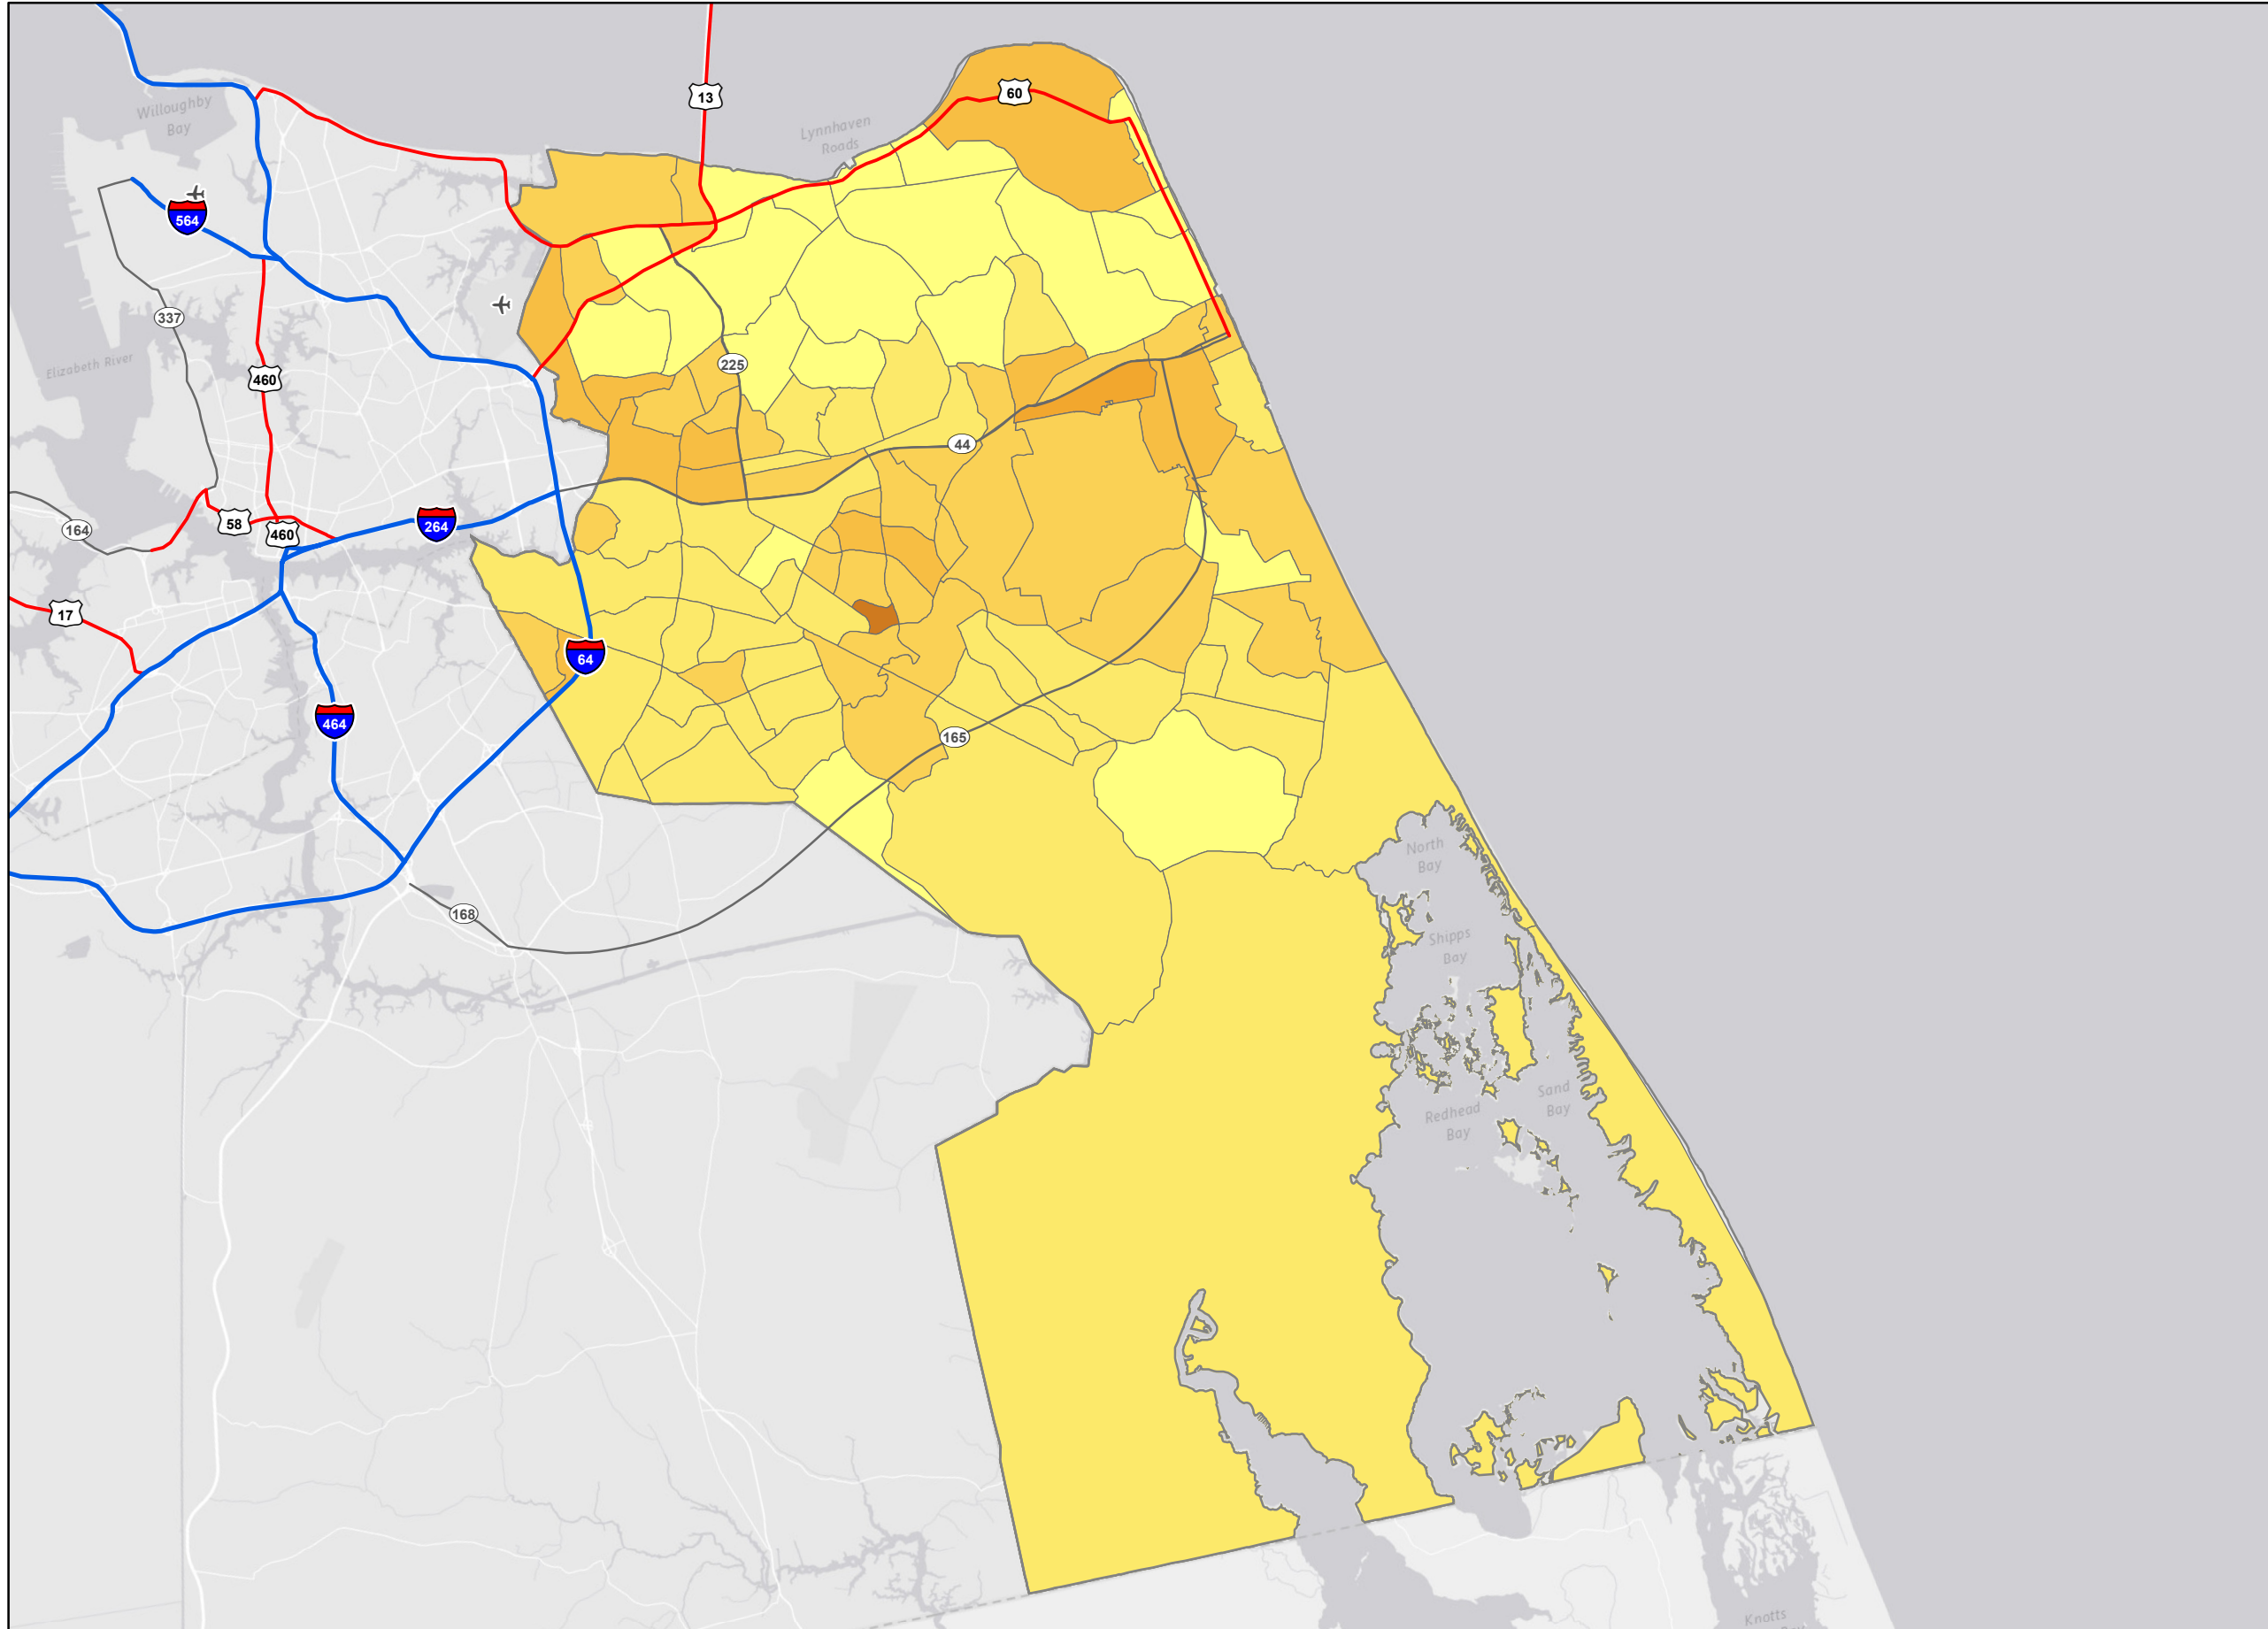 13
60
Willoughby
Bay
Lynnhaven
Roads
564
337
225
Elizabeth River
460
44
58
460
264
164
17
64
464
165
North
Bay
168
Shipps
Bay
Sand
Bay
Redhead
Bay
Knotts